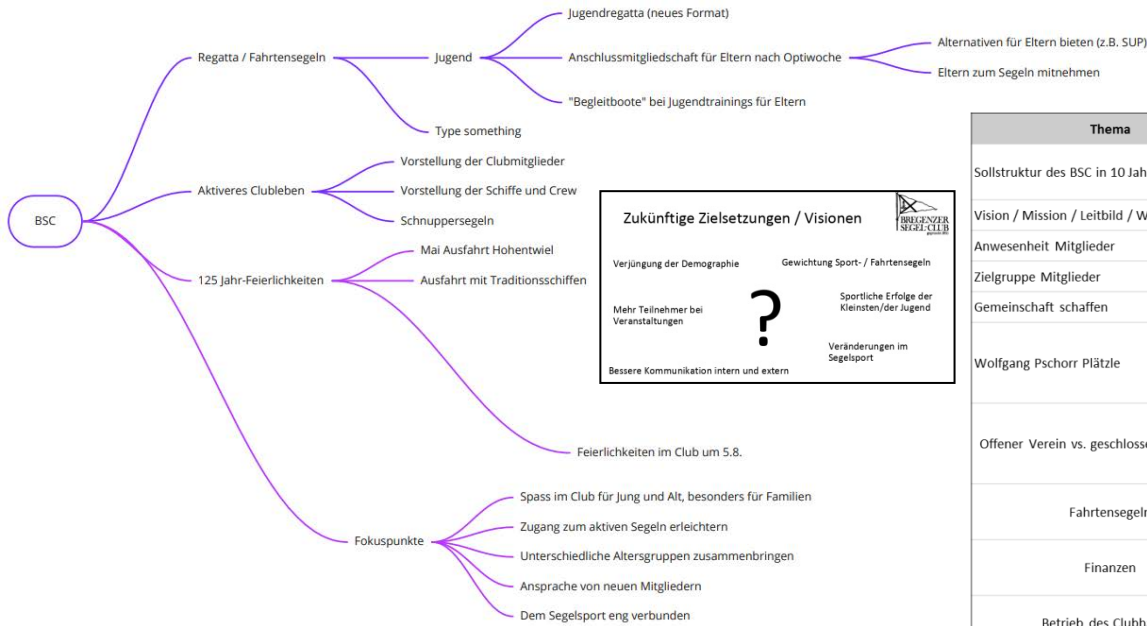 BSC
Regatta / Fahrtensegeln
Jugend
Jugendregatta (neues Format)
Anschlussmitgliedschaft für Eltern nach Optiwoche
Alternativen für Eltern bieten (z.B. SUP)
Eltern zum Segeln mitnehmen
"Begleitboote" bei Jugendtrainings für Eltern
Type something
Aktiveres Clubleben
Vorstellung der Clubmitglieder
Vorstellung der Schiffe und Crew
Schnuppersegeln
125 Jahr-Feierlichkeiten
Mai Ausfahrt Hohentwiel
Ausfahrt mit Traditionsschiffen
Feierlichkeiten im Club um 5.8.
Fokuspunkte
Spass im Club für Jung und Alt, besonders für Familien
Zugang zum aktiven Segeln erleichtern
Unterschiedliche Altersgruppen zusammenbringen
Ansprache von neuen Mitgliedern
Dem Segelsport eng verbunden
Zukünftige Zielsetzungen / Visionen
BREGENZER
SEGEL-CLUB
Verjüngung der Demographie
Gewichtung Sport- / Fahrtensegeln
Mehr Teilnehmer bei
Veranstaltungen
?
Sportliche Erfolge der
Kleinsten/der Jugend
Veränderungen im
Segelsport
Bessere Kommunikation intern und extern
Thema
Sollstruktur des BSC in 10 Jah
Vision / Mission / Leitbild / W
Anwesenheit Mitglieder
Zielgruppe Mitglieder
Gemeinschaft schaffen
Wolfgang Pschorr Plätzle
Offener Verein vs. geschlosse
Fahrtensegeln
Finanzen
Betrieb des Clubh